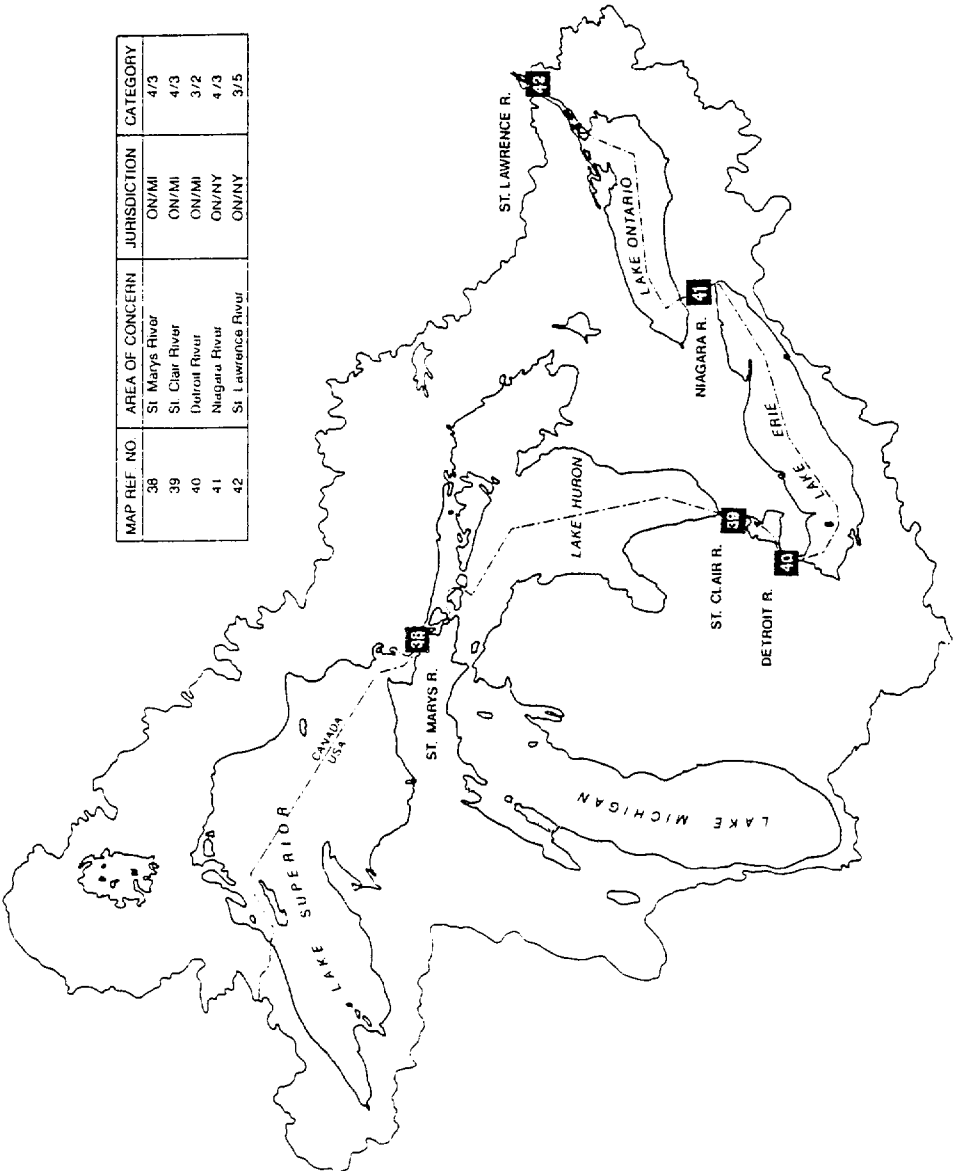 MAP REF. NO. AREA OF CONCERN JURISDICTION CATEGORY
38 St Marys River ON/MI 4/3
39 St. Clair River ON/MI 4/3
40 Detroit River ON/MI 3/2
41 Niagara River ON/NY 4/3
42 St Lawrence River ON/NY 3/5
LAKE SUPERIOR
CANADA
USA
38
ST. MARYS R.
LAKE MICHIGAN
LAKE HURON
39
ST. CLAIR R.
40
DETROIT R.
LAKE ERIE
41
NIAGARA R.
LAKE ONTARIO
42
ST. LAWRENCE R.